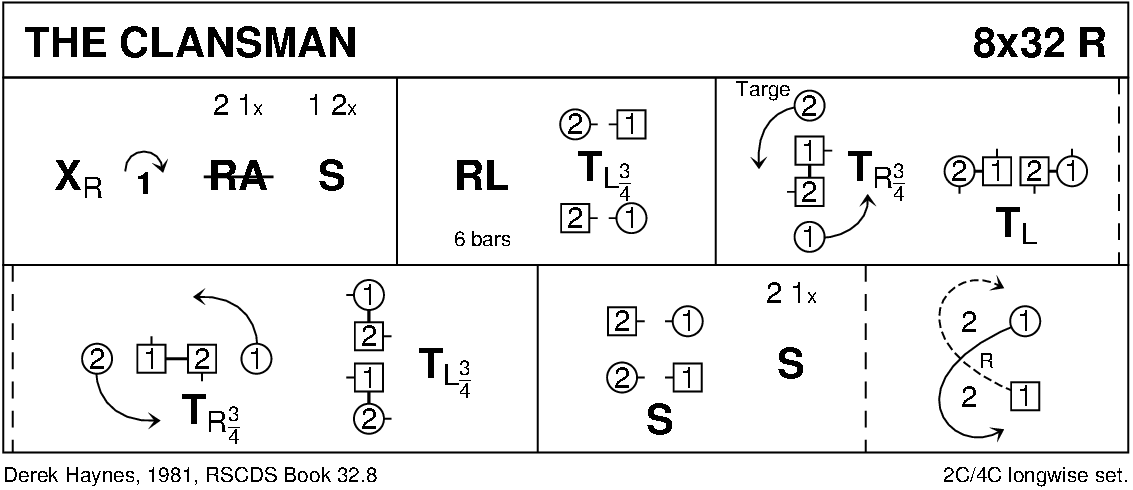 THE CLANSMAN 8x32 R
2 1x 1 2x
XR 1 RA S
RL
6 bars
2 1
TL3/4
2 1
Targe
2
1
2
1
TR3/4
2 1 2 1
TL
2 1 2 1
TR3/4
1
2
1
2
TL3/4
2 1
2 1
S
2 1x
S
2 1
R
2 1
Derek Haynes, 1981, RSCDS Book 32.8
2C/4C longwise set.